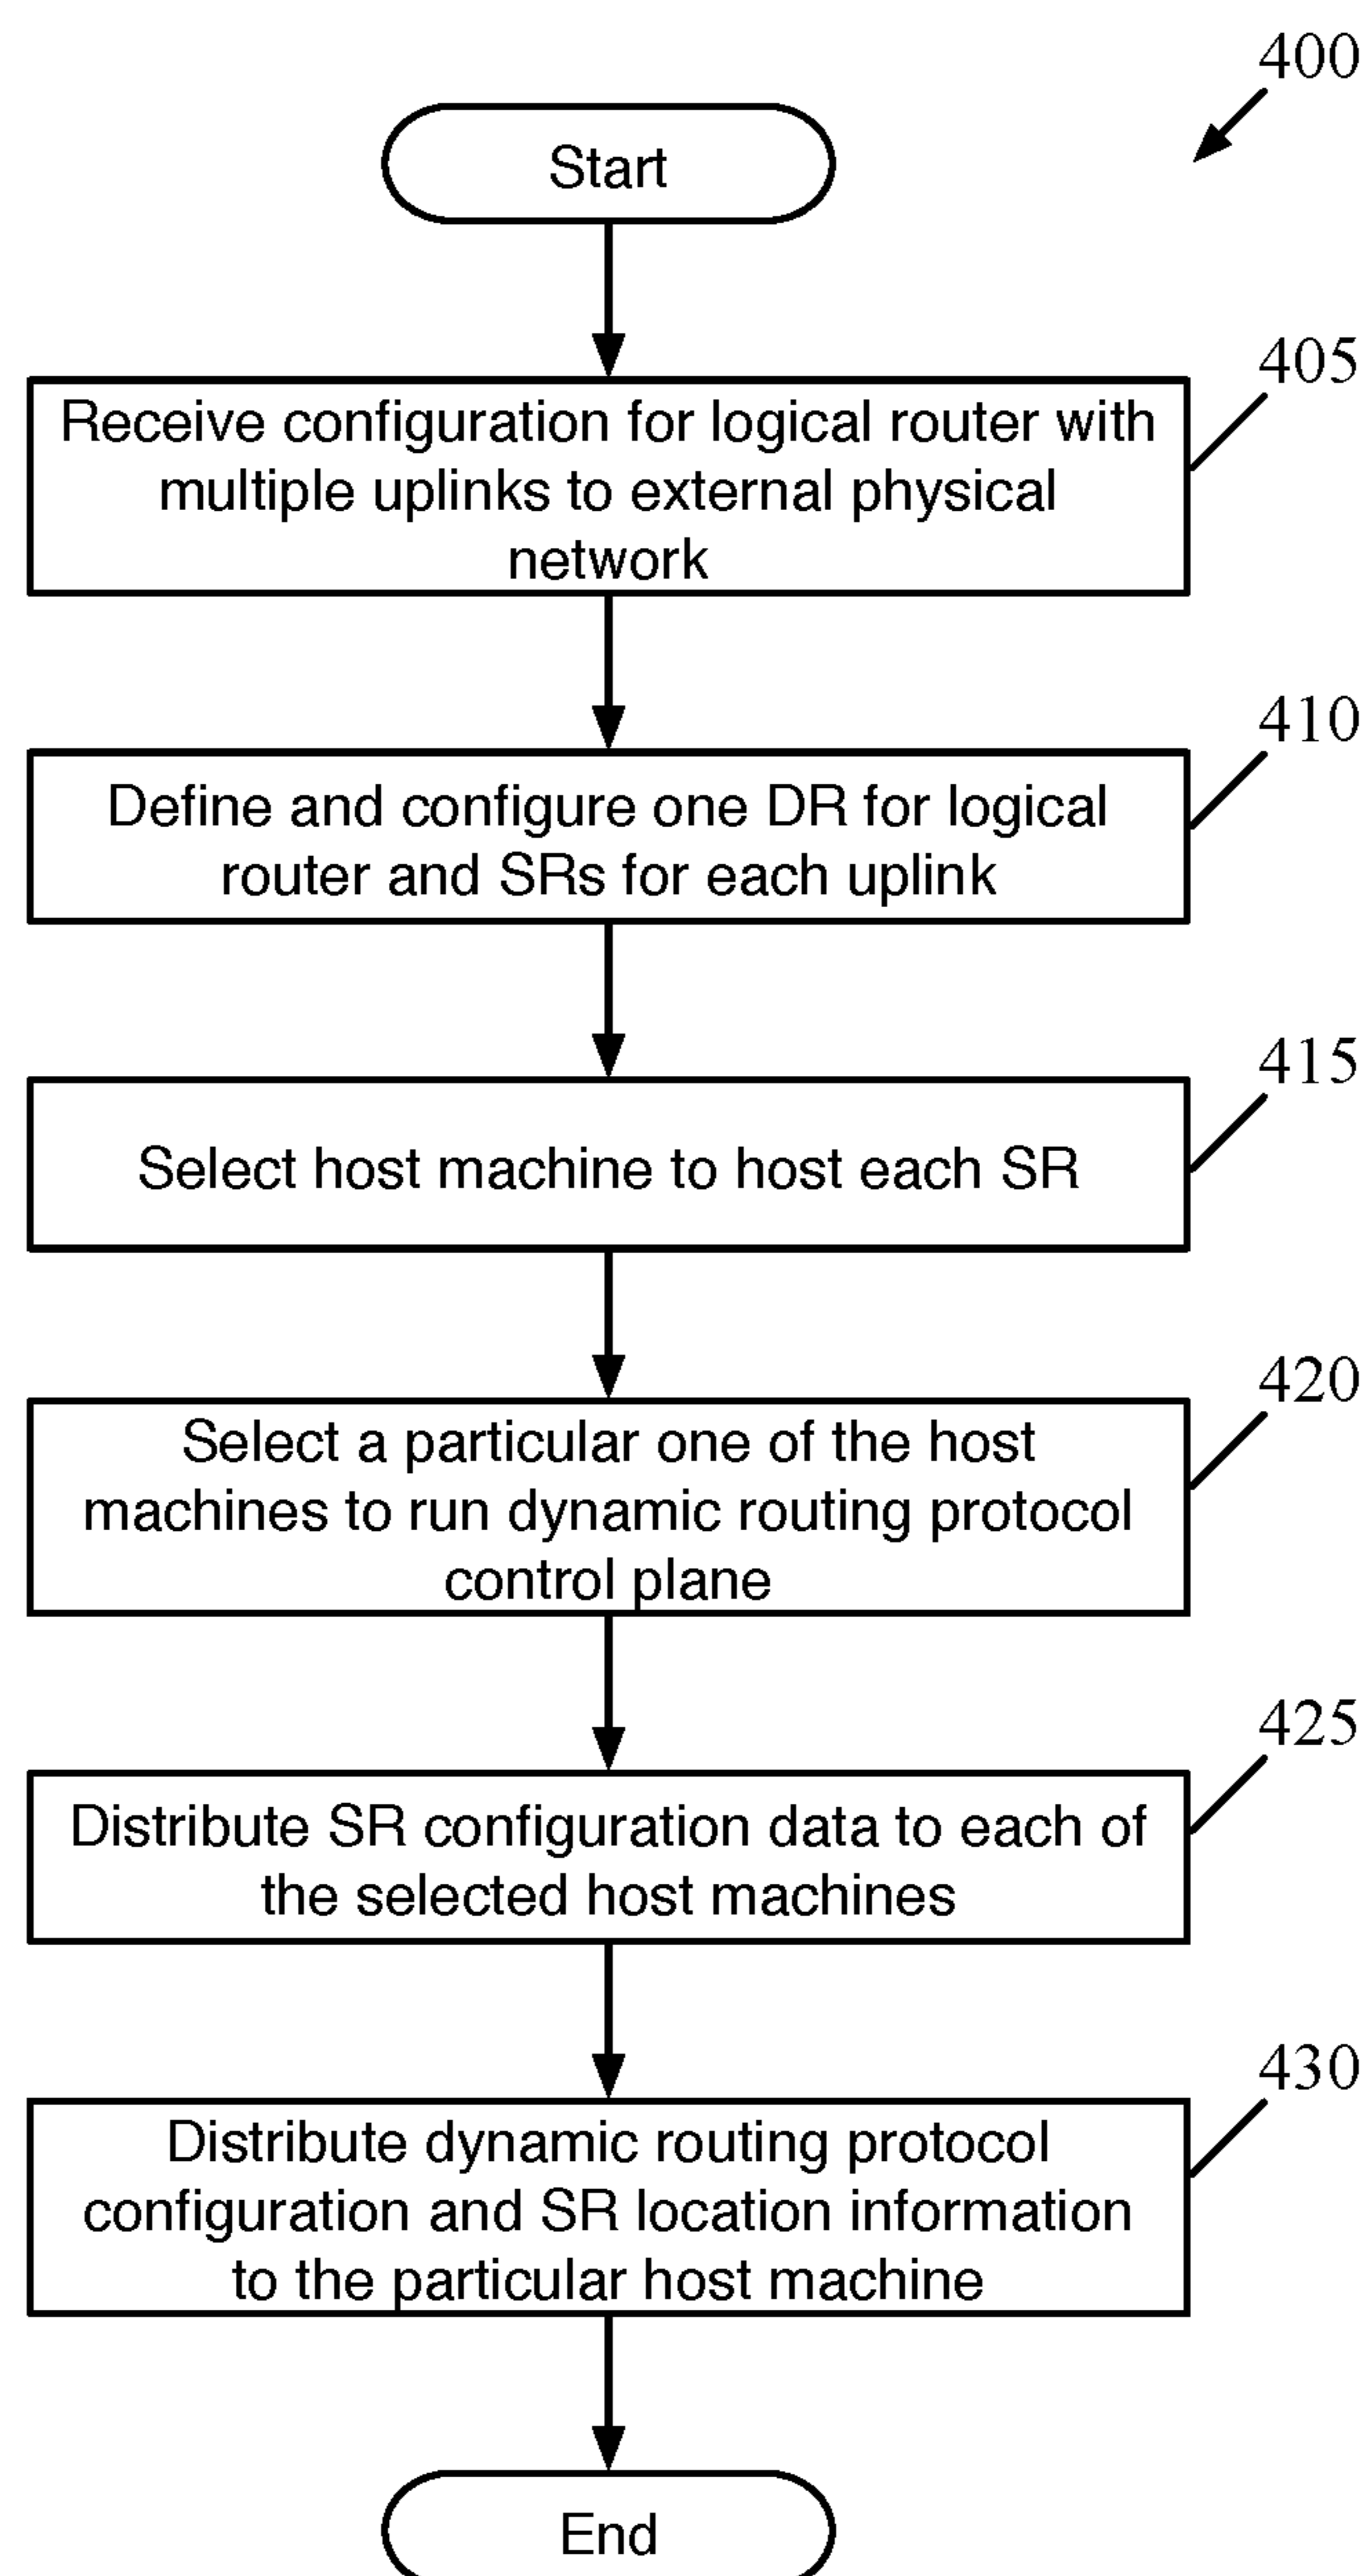 400
Start
405
Receive configuration for logical router with
multiple uplinks to external physical
network
410
Define and configure one DR for logical
router and SRs for each uplink
415
Select host machine to host each SR
420
Select a particular one of the host
machines to run dynamic routing protocol
control plane
425
Distribute SR configuration data to each of
the selected host machines
430
Distribute dynamic routing protocol
configuration and SR location information
to the particular host machine
End